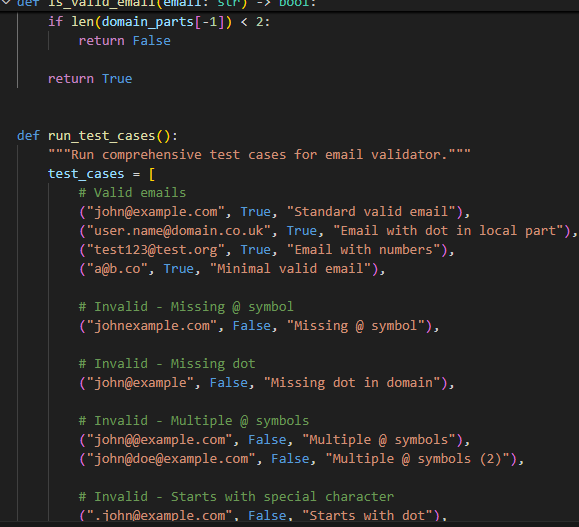 def is_valid_email(email: str) -> bool:
if len(domain_parts[-1]) < 2:
return False
return True
def run_test_cases():
"""Run comprehensive test cases for email validator."""
test_cases = [
# Valid emails
("john@example.com", True, "Standard valid email"),
("user.name@domain.co.uk", True, "Email with dot in local part"),
("test123@test.org", True, "Email with numbers"),
("a@b.co", True, "Minimal valid email"),
# Invalid - Missing @ symbol
("johnexample.com", False, "Missing @ symbol"),
# Invalid - Missing dot
("john@example", False, "Missing dot in domain"),
# Invalid - Multiple @ symbols
("john@@example.com", False, "Multiple @ symbols"),
("john@doe@example.com", False, "Multiple @ symbols (2)"),
# Invalid - Starts with special character
(".john@example.com", False, "Starts with dot"),